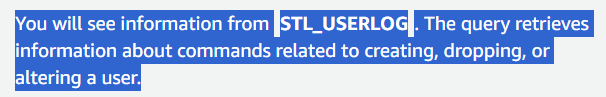 You will see information from STL_USERLOG . The query retrieves
information about commands related to creating, dropping, or
altering a user.